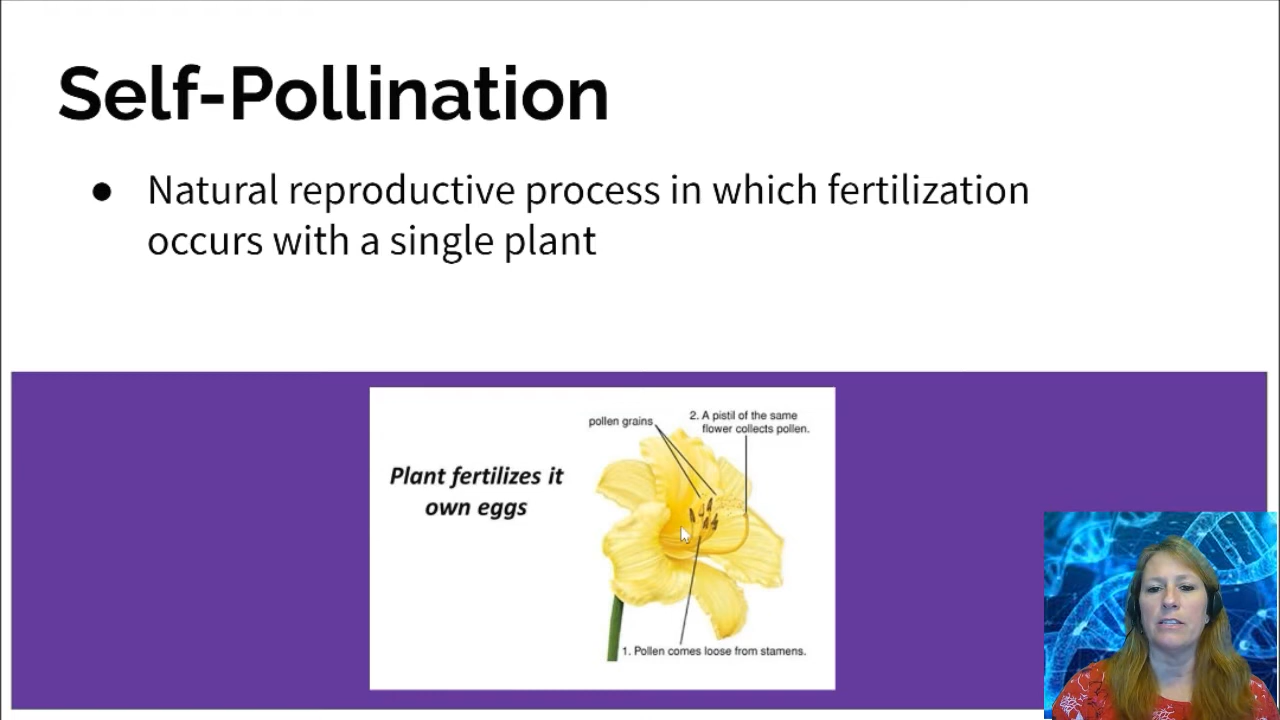 Self-Pollination
● Natural reproductive process in which fertilization
occurs with a single plant
Plant fertilizes it
own eggs
pollen grains
2. A pistil of the same
flower collects pollen.
1. Pollen comes loose from stamens.